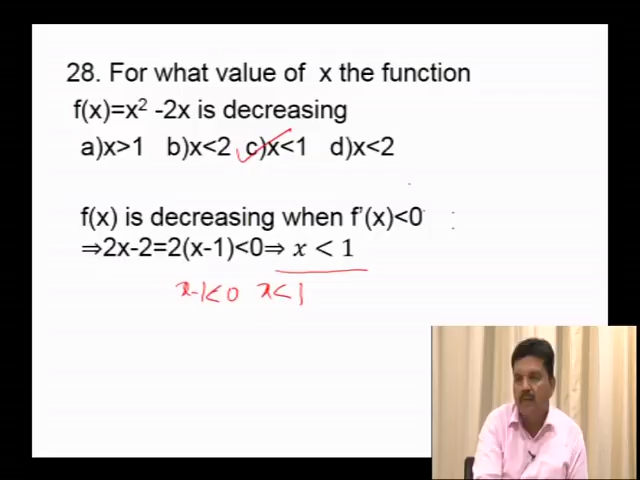 28. For what value of x the function
f(x)=x² -2x is decreasing
a)x>1 b)x<2 c)x<1 d)x<2
f(x) is decreasing when f'(x)<0
⇒2x-2=2(x-1)<0⇒ x < 1
x-1<0 x<1